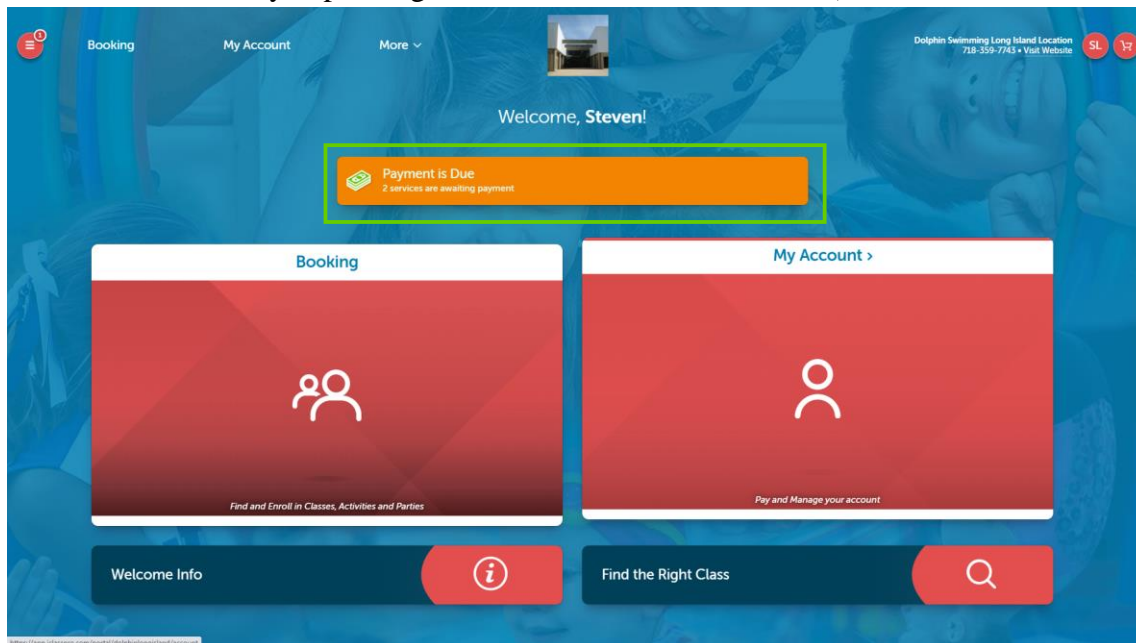 1
Booking
My Account
More
Dolphin Swimming Long Island Location
718-359-7743 • Visit Website
SL
Welcome, Steven!
Payment is Due
2 services are awaiting payment
Booking
My Account >
Find and Enroll in Classes, Activities and Parties
Pay and Manage your account
Welcome Info
i
Find the Right Class